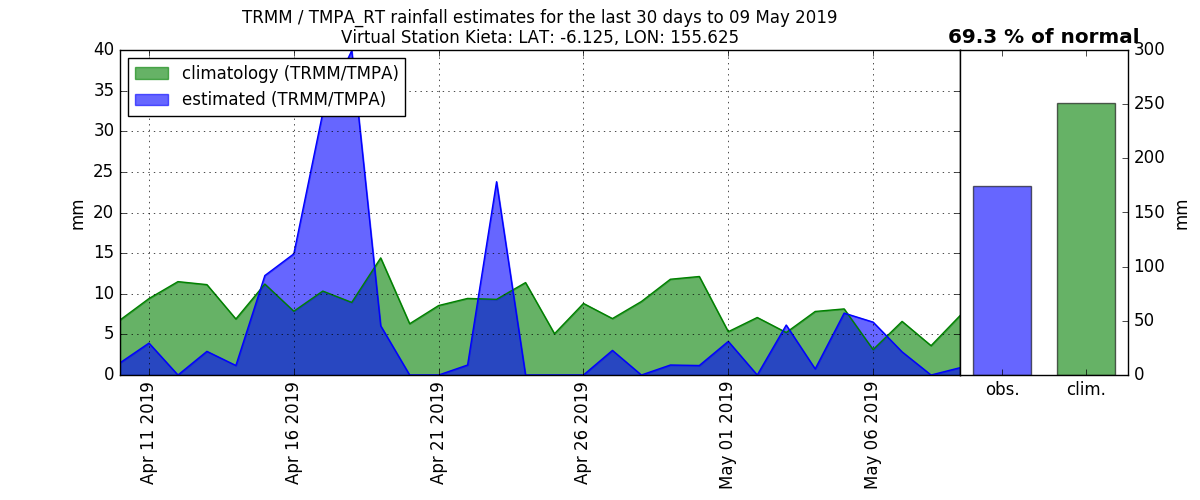 TRMM / TMPA_RT rainfall estimates for the last 30 days to 09 May 2019
Virtual Station Kieta: LAT: -6.125, LON: 155.625
69.3 % of normal
climatology (TRMM/TMPA)
estimated (TRMM/TMPA)
40
35
30
25
20
15
10
5
0
mm
Apr 11 2019
Apr 16 2019
Apr 21 2019
Apr 26 2019
May 01 2019
May 06 2019
300
250
200
150
100
50
0
mm
obs.
clim.